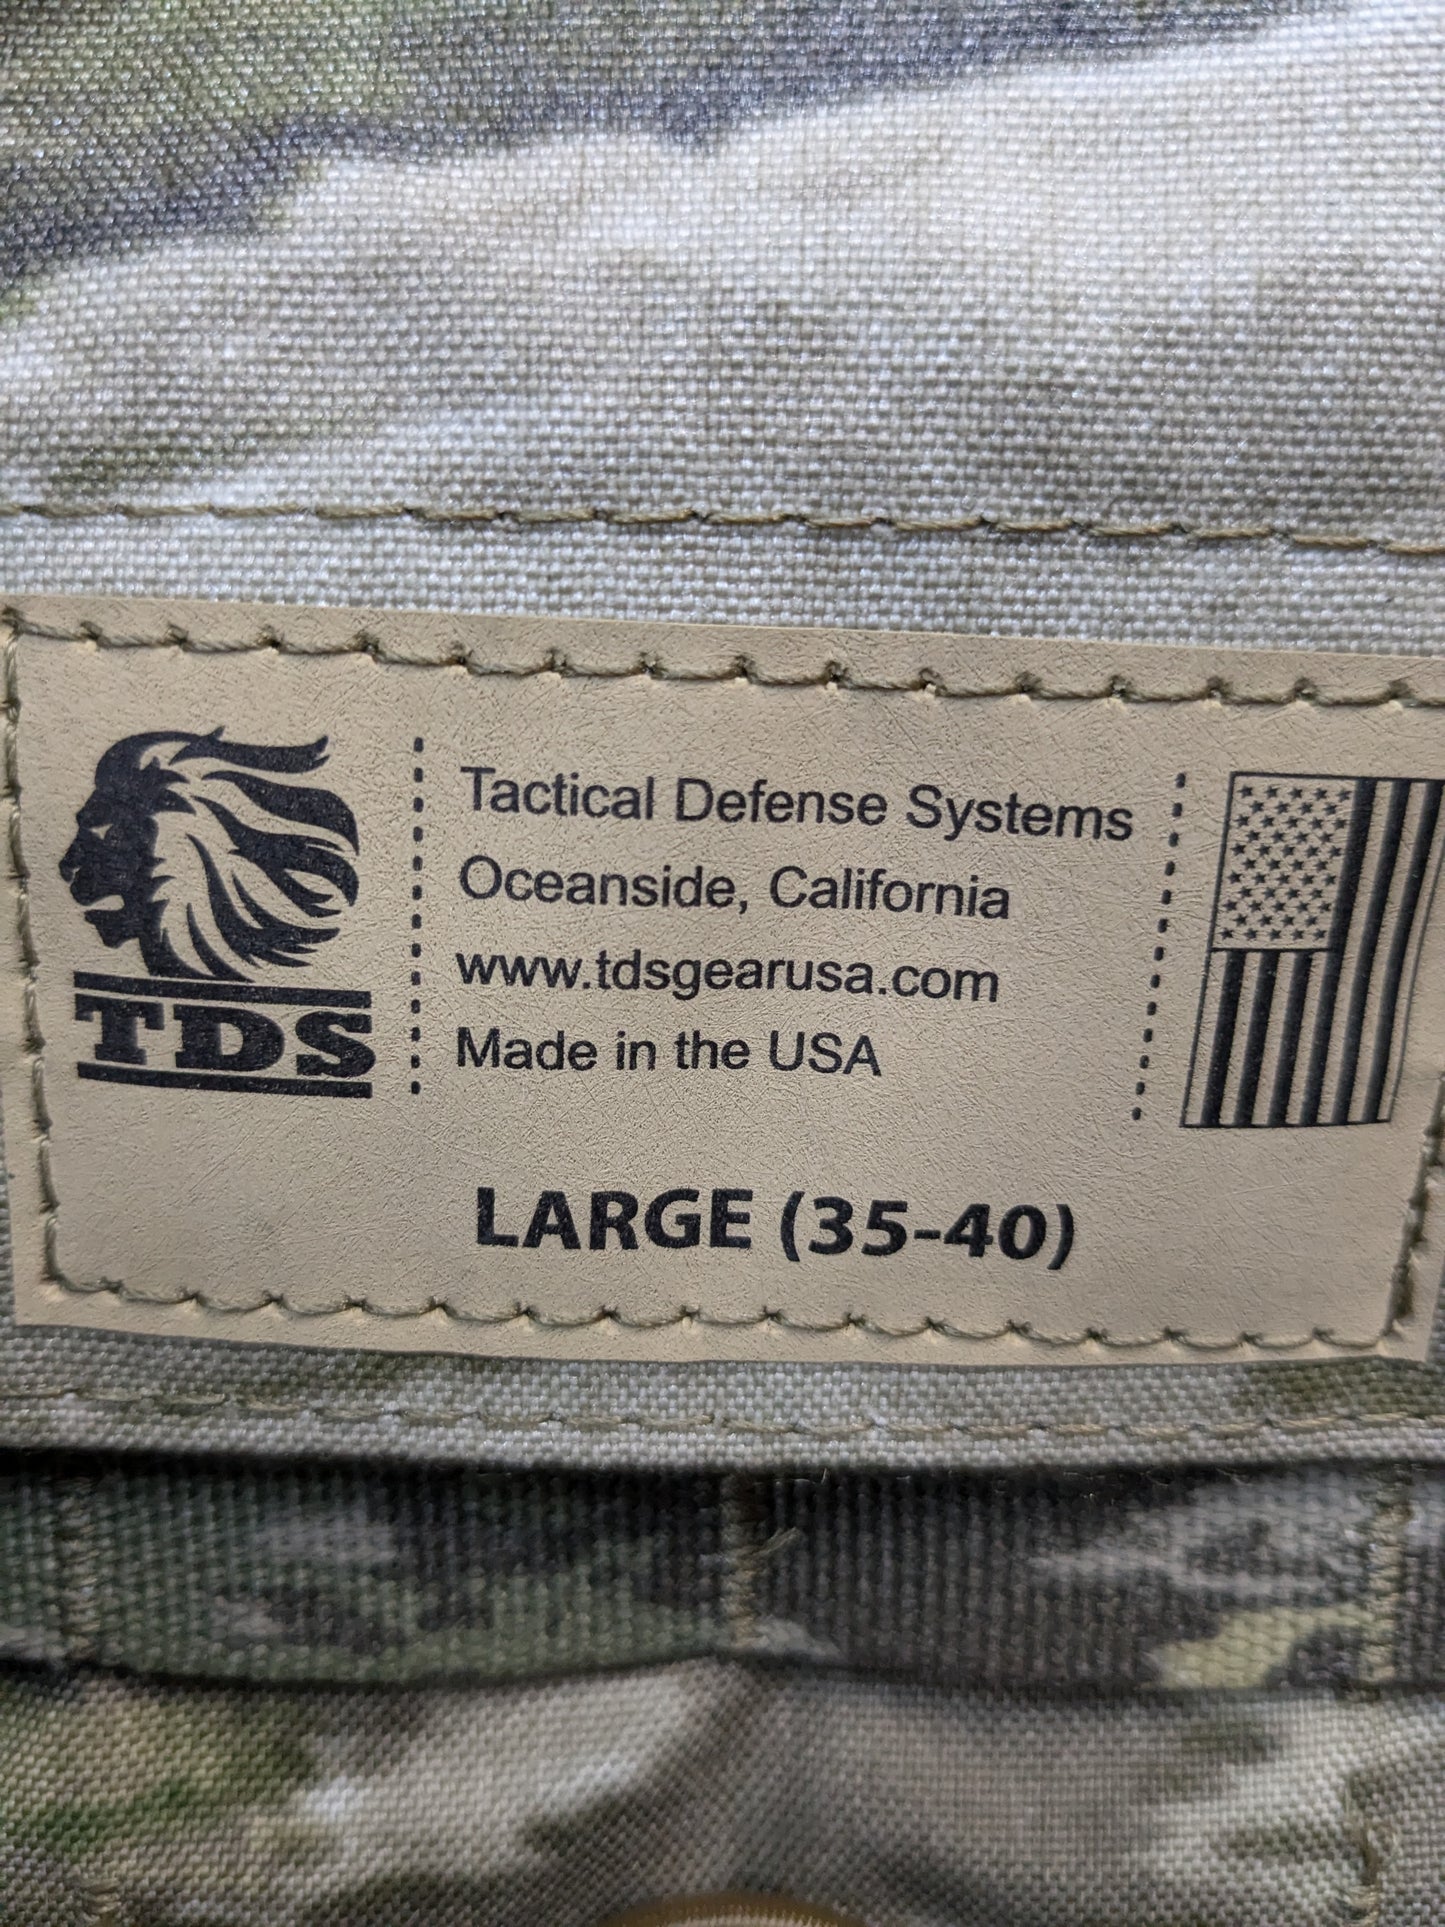 TDS
Tactical Defense Systems
Oceanside, California
www.tdsgearusa.com
Made in the USA
LARGE (35-40)